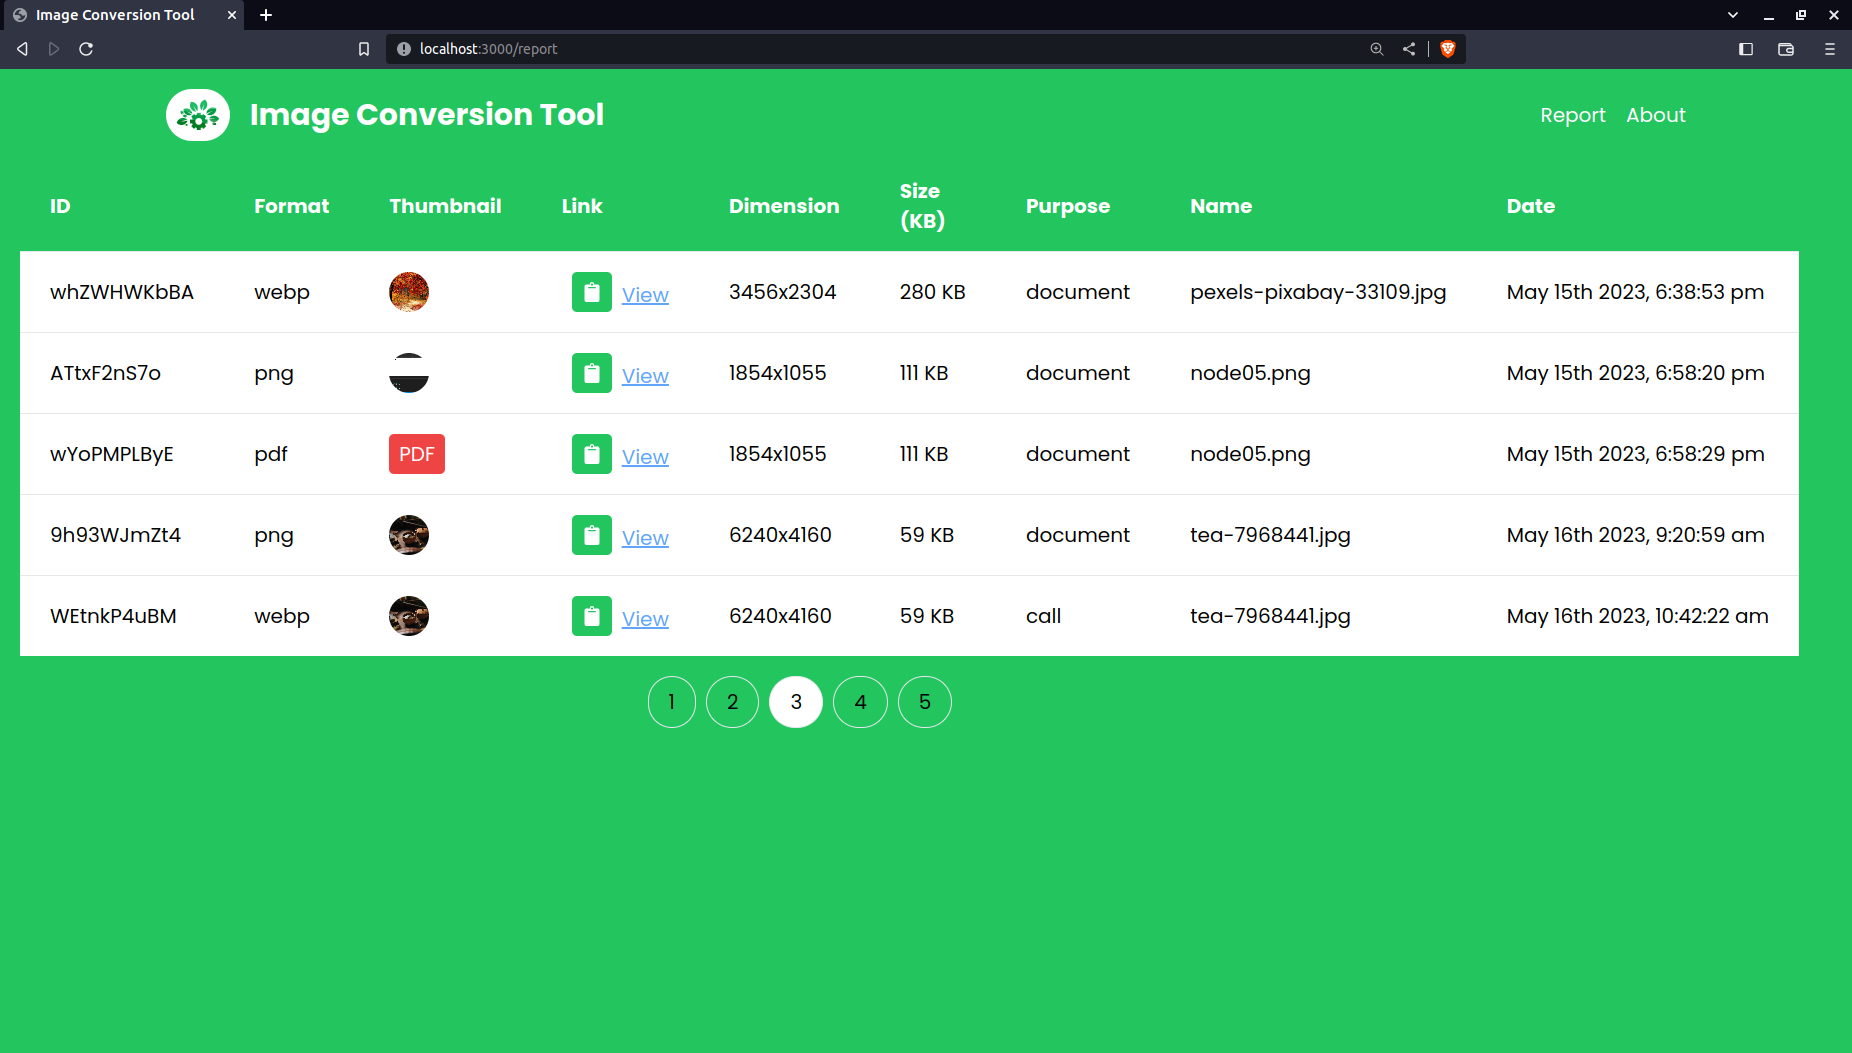 Image Conversion Tool
localhost:3000/report
Image Conversion Tool
Report About
ID Format Thumbnail Link Dimension Size (KB) Purpose Name Date
whZWHWKbBA webp View 3456x2304 280 KB document pexels-pixabay-33109.jpg May 15th 2023, 6:38:53 pm
ATtxF2nS7o png View 1854x1055 111 KB document node05.png May 15th 2023, 6:58:20 pm
wYoPMPLByE pdf PDF View 1854x1055 111 KB document node05.png May 15th 2023, 6:58:29 pm
9h93WJmZt4 png View 6240x4160 59 KB document tea-7968441.jpg May 16th 2023, 9:20:59 am
WEtnkP4uBM webp View 6240x4160 59 KB call tea-7968441.jpg May 16th 2023, 10:42:22 am
1 2 3 4 5